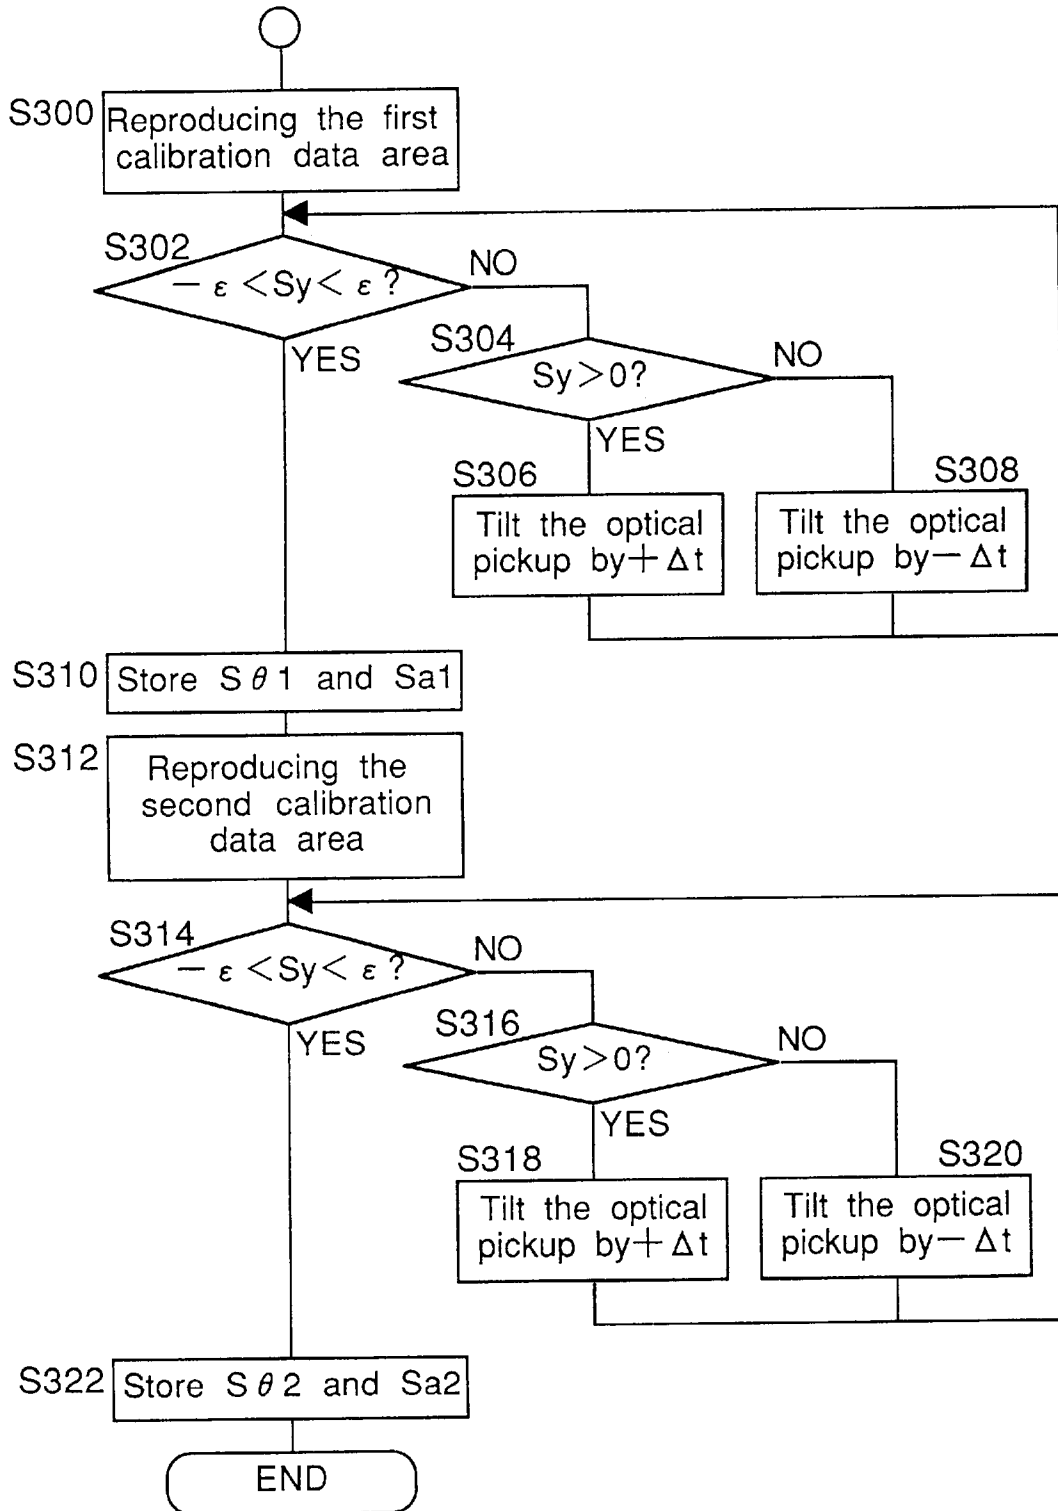 S300
Reproducing the first
calibration data area
S302
− ε <Sy< ε ?
NO
YES
S304
Sy>0?
NO
YES
S306
Tilt the optical
pickup by+Δt
S308
Tilt the optical
pickup by−Δt
S310
Store Sθ1 and Sa1
S312
Reproducing the
second calibration
data area
S314
− ε <Sy< ε ?
NO
YES
S316
Sy>0?
NO
YES
S318
Tilt the optical
pickup by+Δt
S320
Tilt the optical
pickup by−Δt
S322
Store Sθ2 and Sa2
END